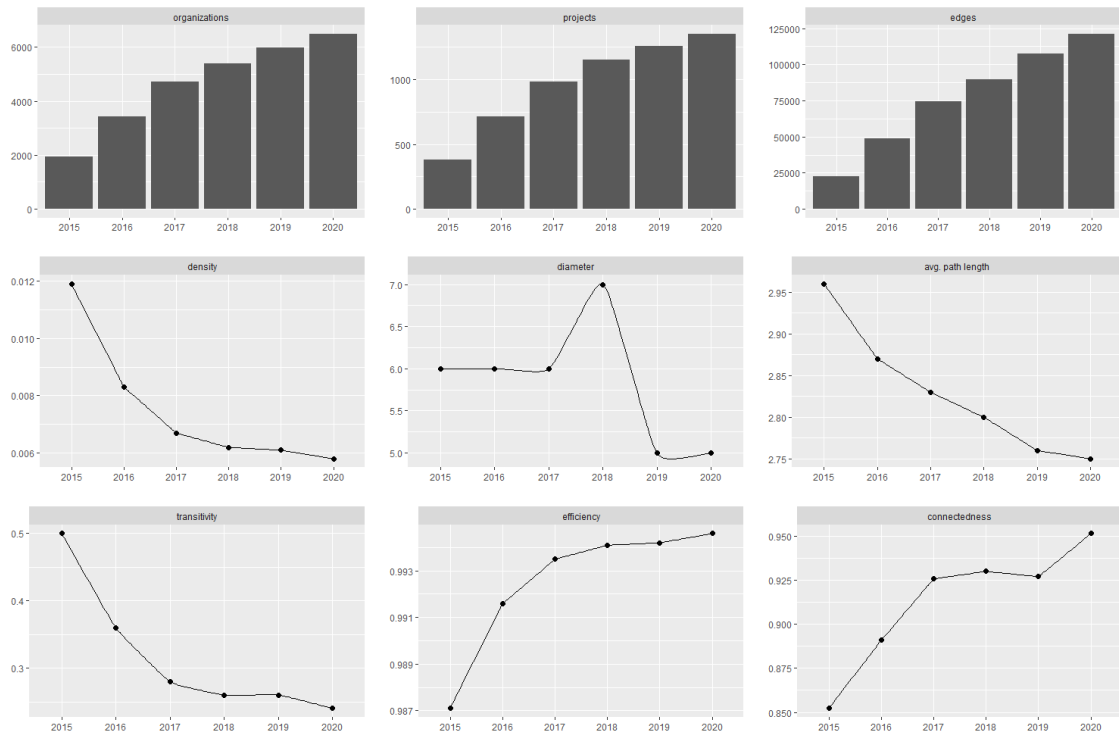 organizations
6000
4000
2000
0
2015 2016 2017 2018 2019 2020
projects
1000
500
0
2015 2016 2017 2018 2019 2020
edges
125000
100000
75000
50000
25000
0
2015 2016 2017 2018 2019 2020
density
0.012
0.010
0.008
0.006
2015 2016 2017 2018 2019 2020
diameter
7.0
6.5
6.0
5.5
5.0
2015 2016 2017 2018 2019 2020
avg. path length
2.95
2.90
2.85
2.80
2.75
2015 2016 2017 2018 2019 2020
transitivity
0.5
0.4
0.3
2015 2016 2017 2018 2019 2020
efficiency
0.993
0.991
0.989
0.987
2015 2016 2017 2018 2019 2020
connectedness
0.950
0.925
0.900
0.875
0.850
2015 2016 2017 2018 2019 2020